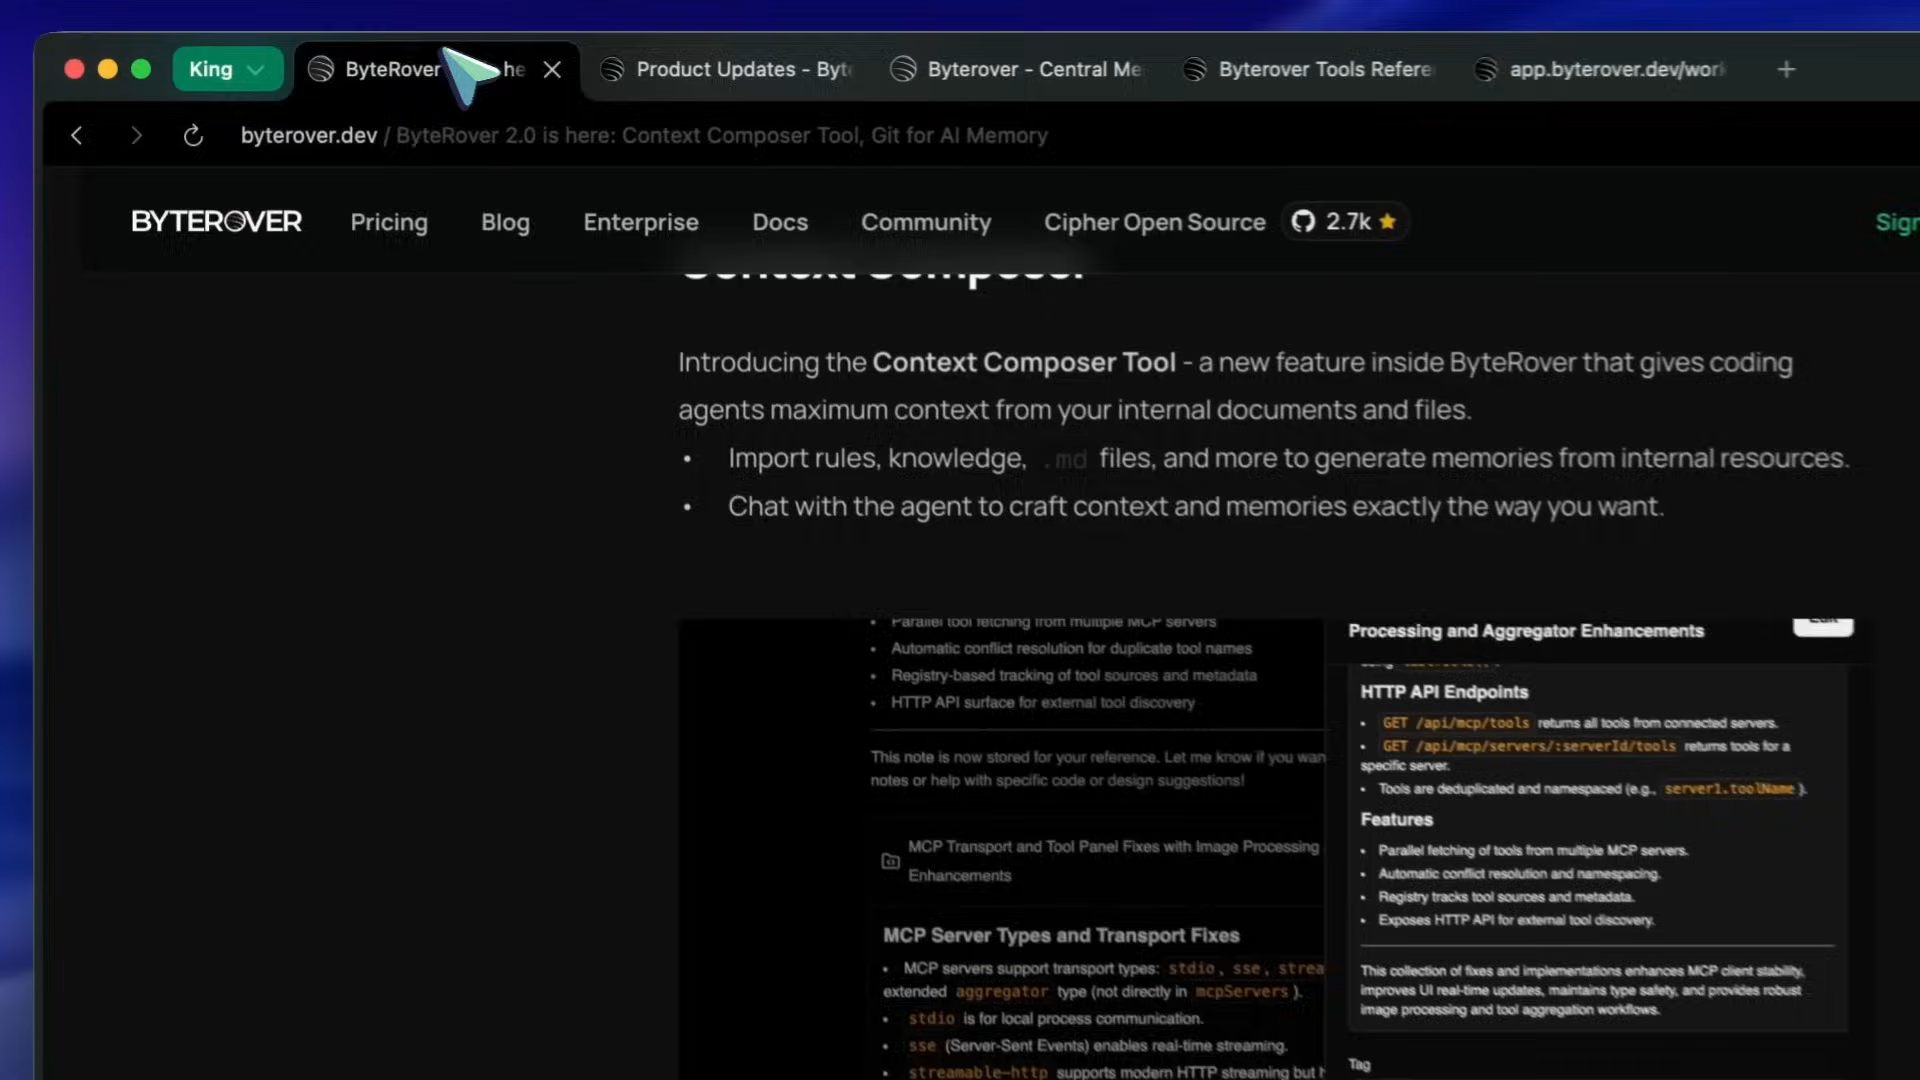 King
ByteRover he
Product Updates - Byt
Byterover - Central Me
Byterover Tools Refere
app.byterover.dev/work
byterover.dev / ByteRover 2.0 is here: Context Composer Tool, Git for AI Memory
BYTEROVER
Pricing
Blog
Enterprise
Docs
Community
Cipher Open Source
2.7k
Sign
Context Composer
Introducing the Context Composer Tool - a new feature inside ByteRover that gives coding
agents maximum context from your internal documents and files.
• Import rules, knowledge, .md files, and more to generate memories from internal resources.
• Chat with the agent to craft context and memories exactly the way you want.
• Parallel tool fetching from multiple MCP servers
• Automatic conflict resolution for duplicate tool names
• Registry-based tracking of tool sources and metadata
• HTTP API surface for external tool discovery
This note is now stored for your reference. Let me know if you wan
notes or help with specific code or design suggestions!
MCP Transport and Tool Panel Fixes with Image Processing
Enhancements
MCP Server Types and Transport Fixes
• MCP servers support transport types: stdio, sse, strea
extended aggregator type (not directly in mcpServers ).
• stdio is for local process communication.
• sse (Server-Sent Events) enables real-time streaming.
• streamable-http supports modern HTTP streaming but
Processing and Aggregator Enhancements
Edit
HTTP API Endpoints
• GET /api/mcp/tools returns all tools from connected servers.
• GET /api/mcp/servers/:serverId/tools returns tools for a
specific server.
• Tools are deduplicated and namespaced (e.g., server1.toolName ).
Features
• Parallel fetching of tools from multiple MCP servers.
• Automatic conflict resolution and namespacing.
• Registry tracks tool sources and metadata.
• Exposes HTTP API for external tool discovery.
This collection of fixes and implementations enhances MCP client stability,
improves UI real-time updates, maintains type safety, and provides robust
image processing and tool aggregation workflows.
Tag